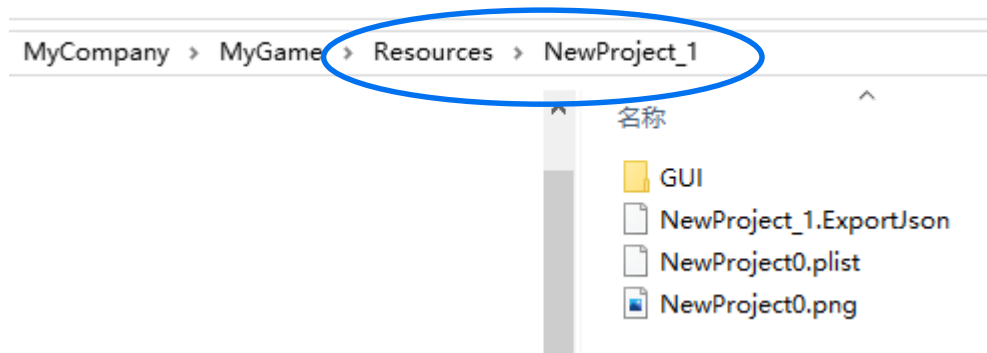 MyCompany > MyGame > Resources > NewProject_1
名称
GUI
NewProject_1.ExportJson
NewProject0.plist
NewProject0.png